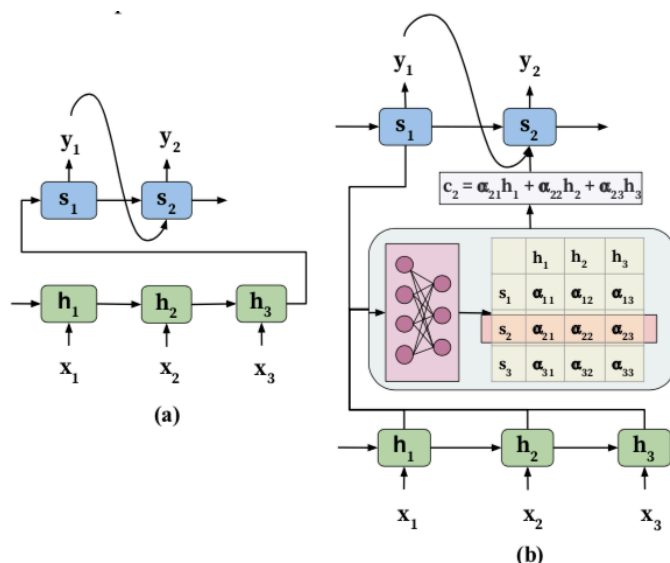 y₁ y₂
s₁ s₂
h₁ h₂ h₃
x₁ x₂ x₃
(a)
y₁ y₂
s₁ s₂
c₂ = α₂₁h₁ + α₂₂h₂ + α₂₃h₃
h₁ h₂ h₃
s₁ α₁₁ α₁₂ α₁₃
s₂ α₂₁ α₂₂ α₂₃
s₃ α₃₁ α₃₂ α₃₃
h₁ h₂ h₃
x₁ x₂ x₃
(b)